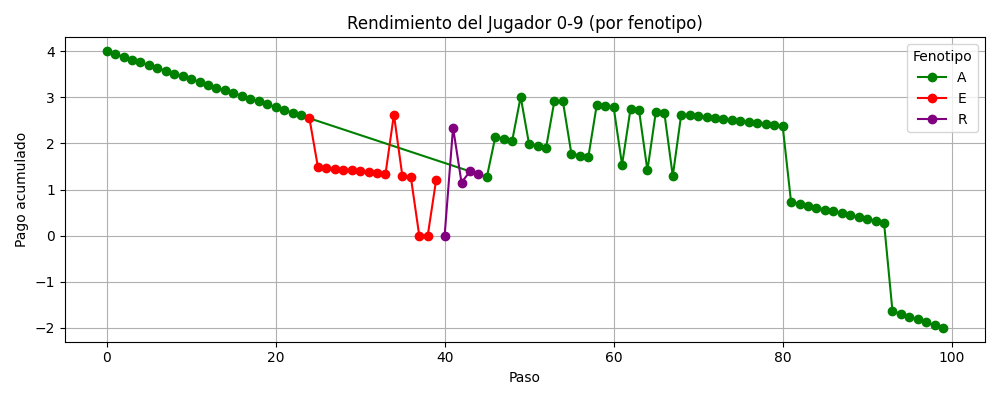 Rendimiento del Jugador 0-9 (por fenotipo)
Pago acumulado
4
3
2
1
0
−1
−2
Fenotipo
A
E
R
0
20
40
60
80
100
Paso